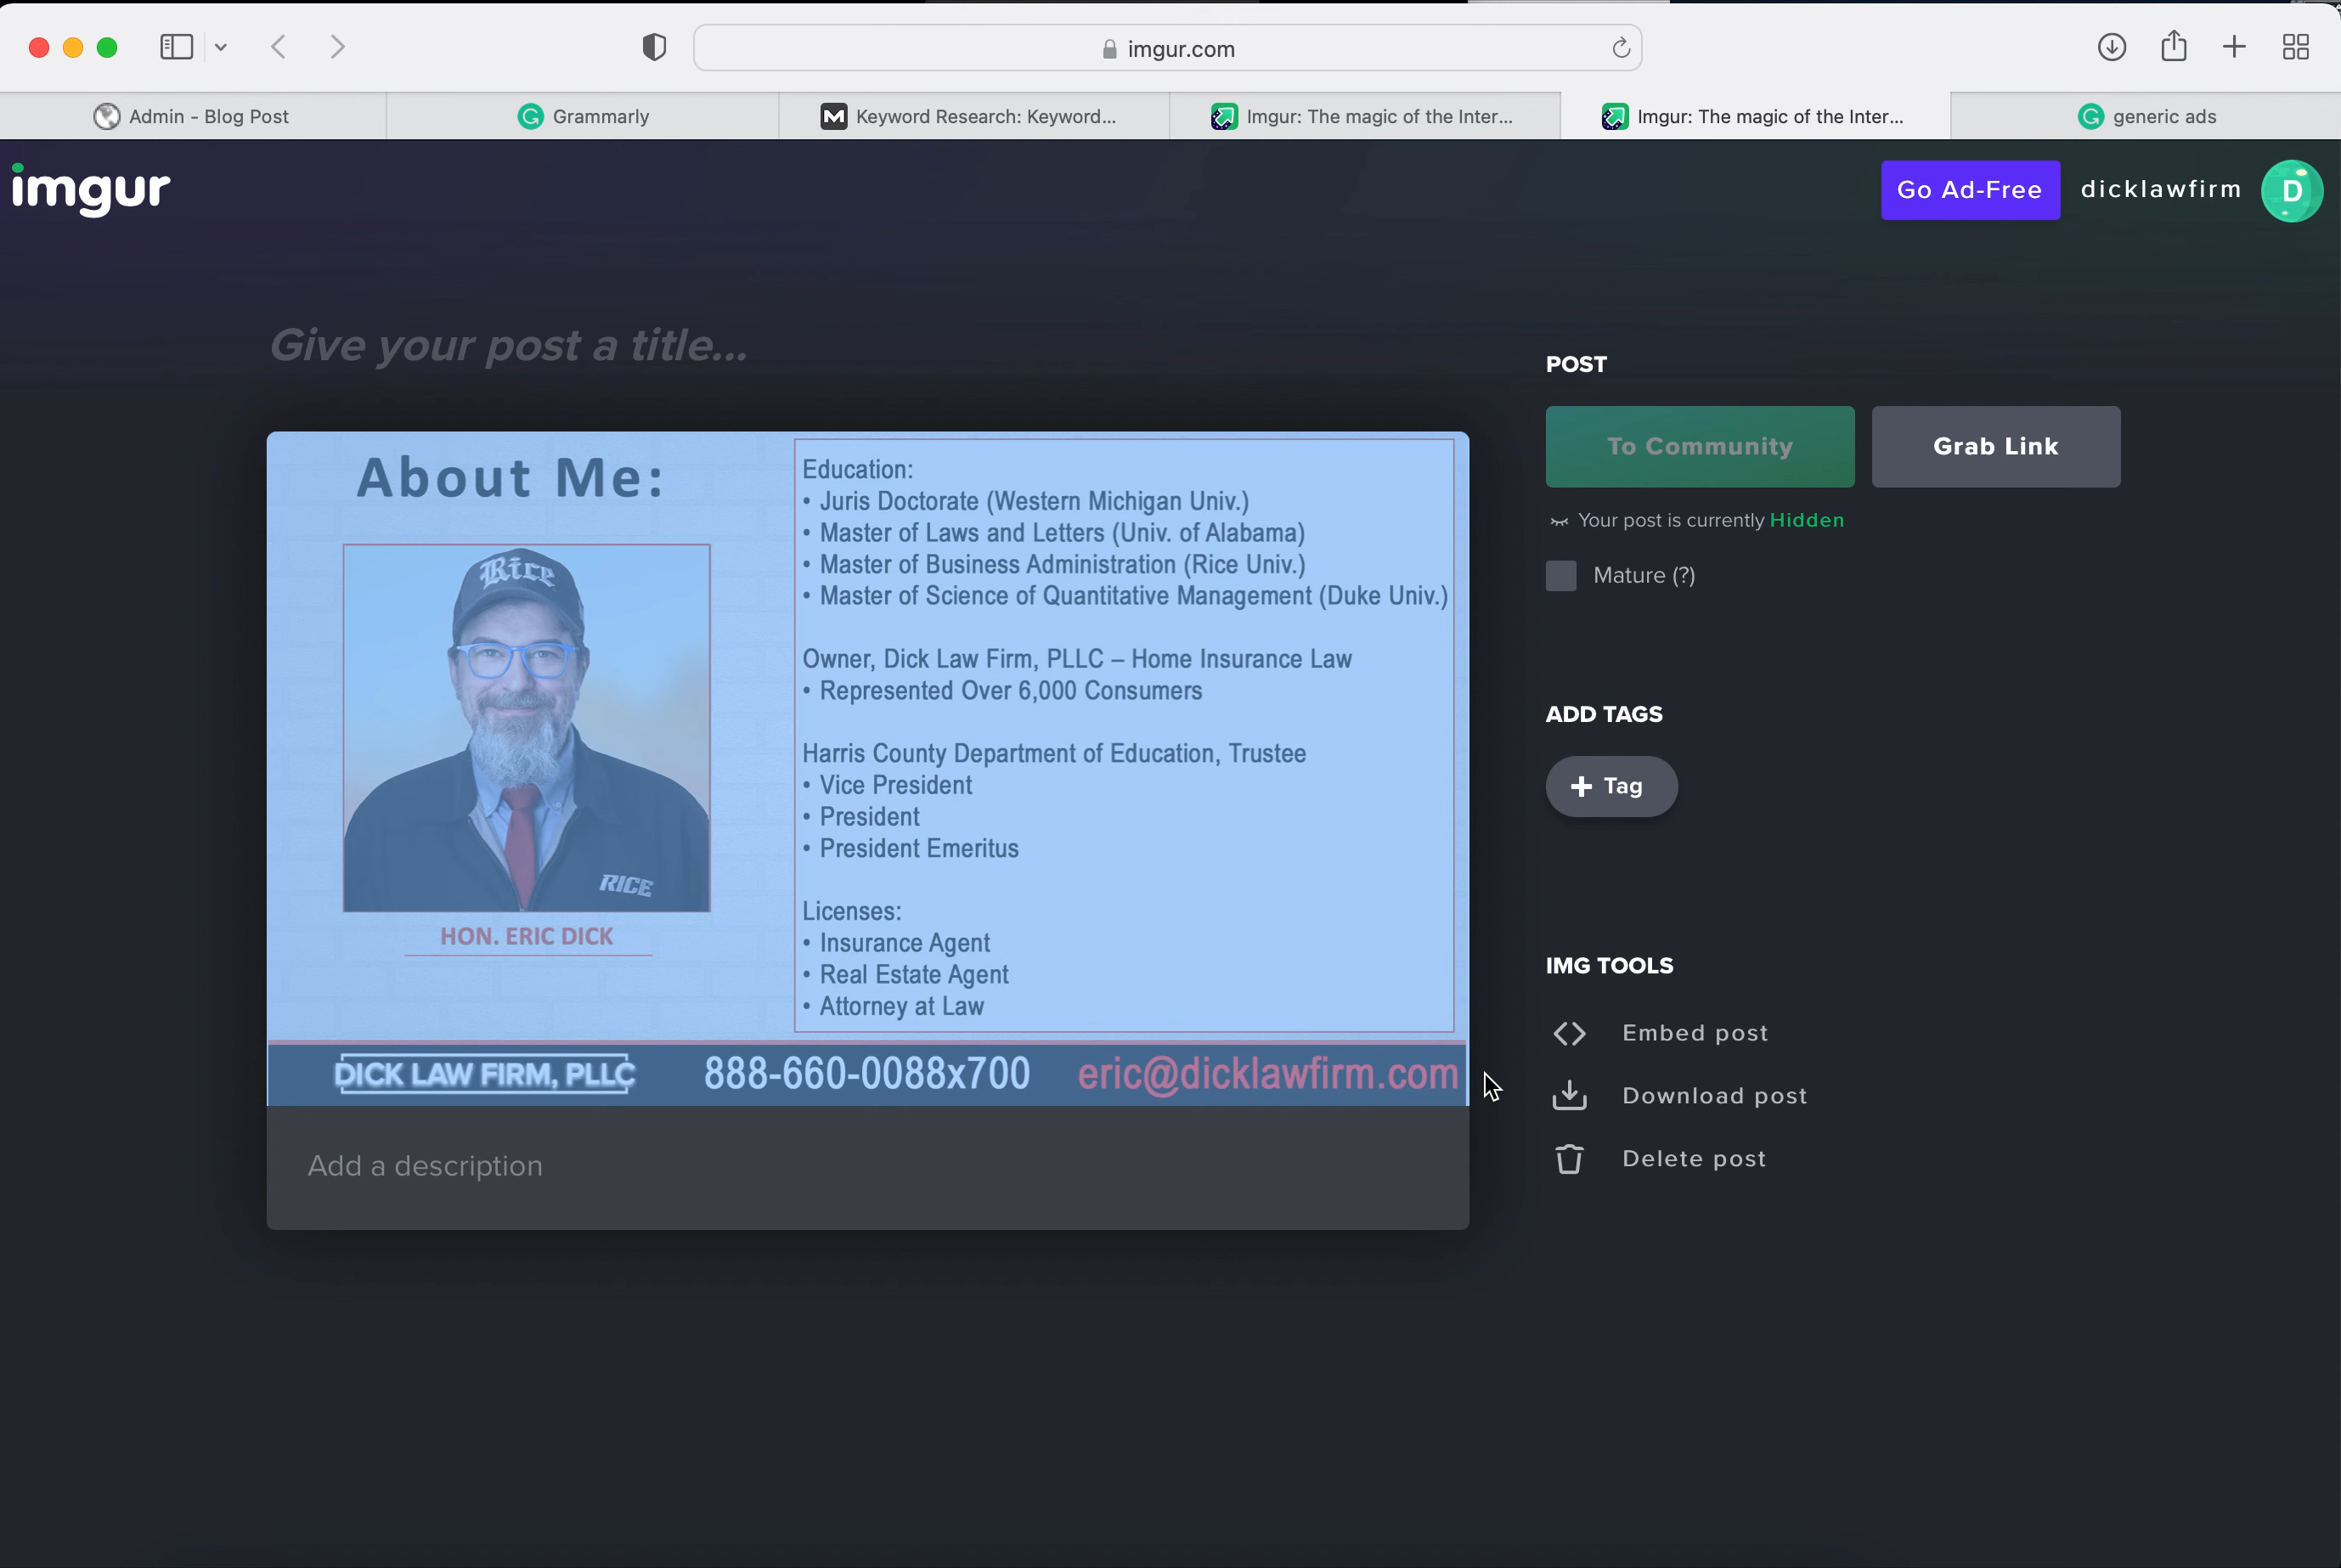 imgur.com
Admin - Blog Post
Grammarly
Keyword Research: Keyword...
Imgur: The magic of the Inter...
Imgur: The magic of the Inter...
generic ads
imgur
Go Ad-Free
dicklawfirm
D
Give your post a title...
About Me:
Rice
RICE
HON. ERIC DICK
Education:
• Juris Doctorate (Western Michigan Univ.)
• Master of Laws and Letters (Univ. of Alabama)
• Master of Business Administration (Rice Univ.)
• Master of Science of Quantitative Management (Duke Univ.)
Owner, Dick Law Firm, PLLC – Home Insurance Law
• Represented Over 6,000 Consumers
Harris County Department of Education, Trustee
• Vice President
• President
• President Emeritus
Licenses:
• Insurance Agent
• Real Estate Agent
• Attorney at Law
DICK LAW FIRM, PLLC
888-660-0088x700
eric@dicklawfirm.com
Add a description
POST
To Community
Grab Link
Your post is currently Hidden
Mature (?)
ADD TAGS
+ Tag
IMG TOOLS
Embed post
Download post
Delete post